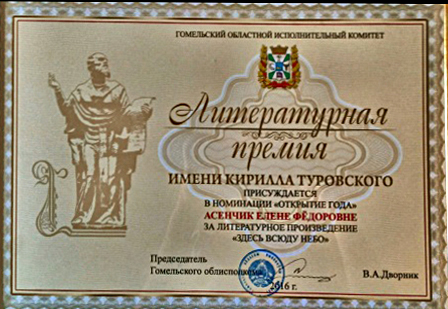 ГОМЕЛЬСКИЙ ОБЛАСТНОЙ ИСПОЛНИТЕЛЬНЫЙ КОМИТЕТ
Литературная
премия
ИМЕНИ КИРИЛЛА ТУРОВСКОГО
ПРИСУЖДАЕТСЯ
В НОМИНАЦИИ «ОТКРЫТИЕ ГОДА»
АСЕНЧИК ЕЛЕНЕ ФЁДОРОВНЕ
ЗА ЛИТЕРАТУРНОЕ ПРОИЗВЕДЕНИЕ
«ЗДЕСЬ ВСЮДУ НЕБО»
Председатель
Гомельского облисполкома
В.А.Дворник
2016 г.